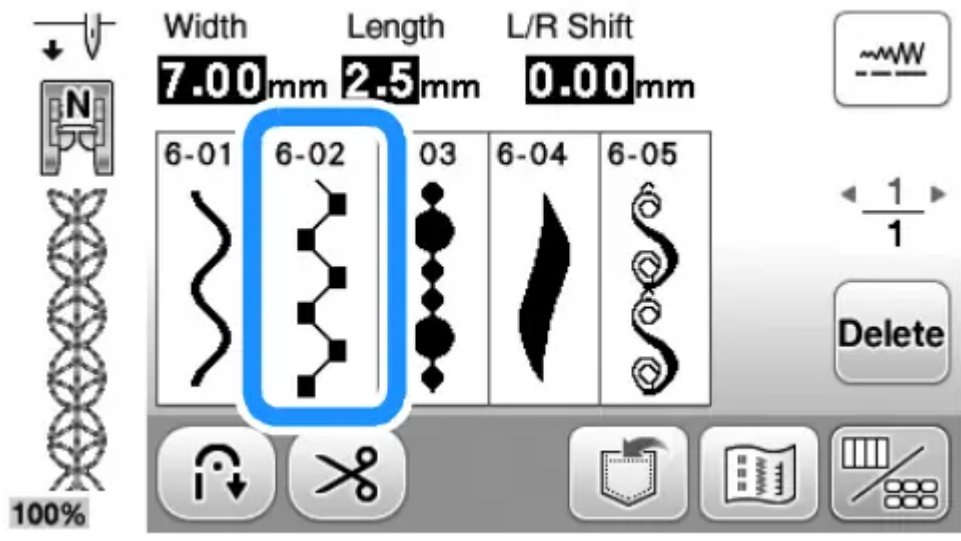 Width Length L/R Shift
7.00mm 2.5mm 0.00mm
N
6-01 6-02 03 6-04 6-05
1
1
Delete
100%